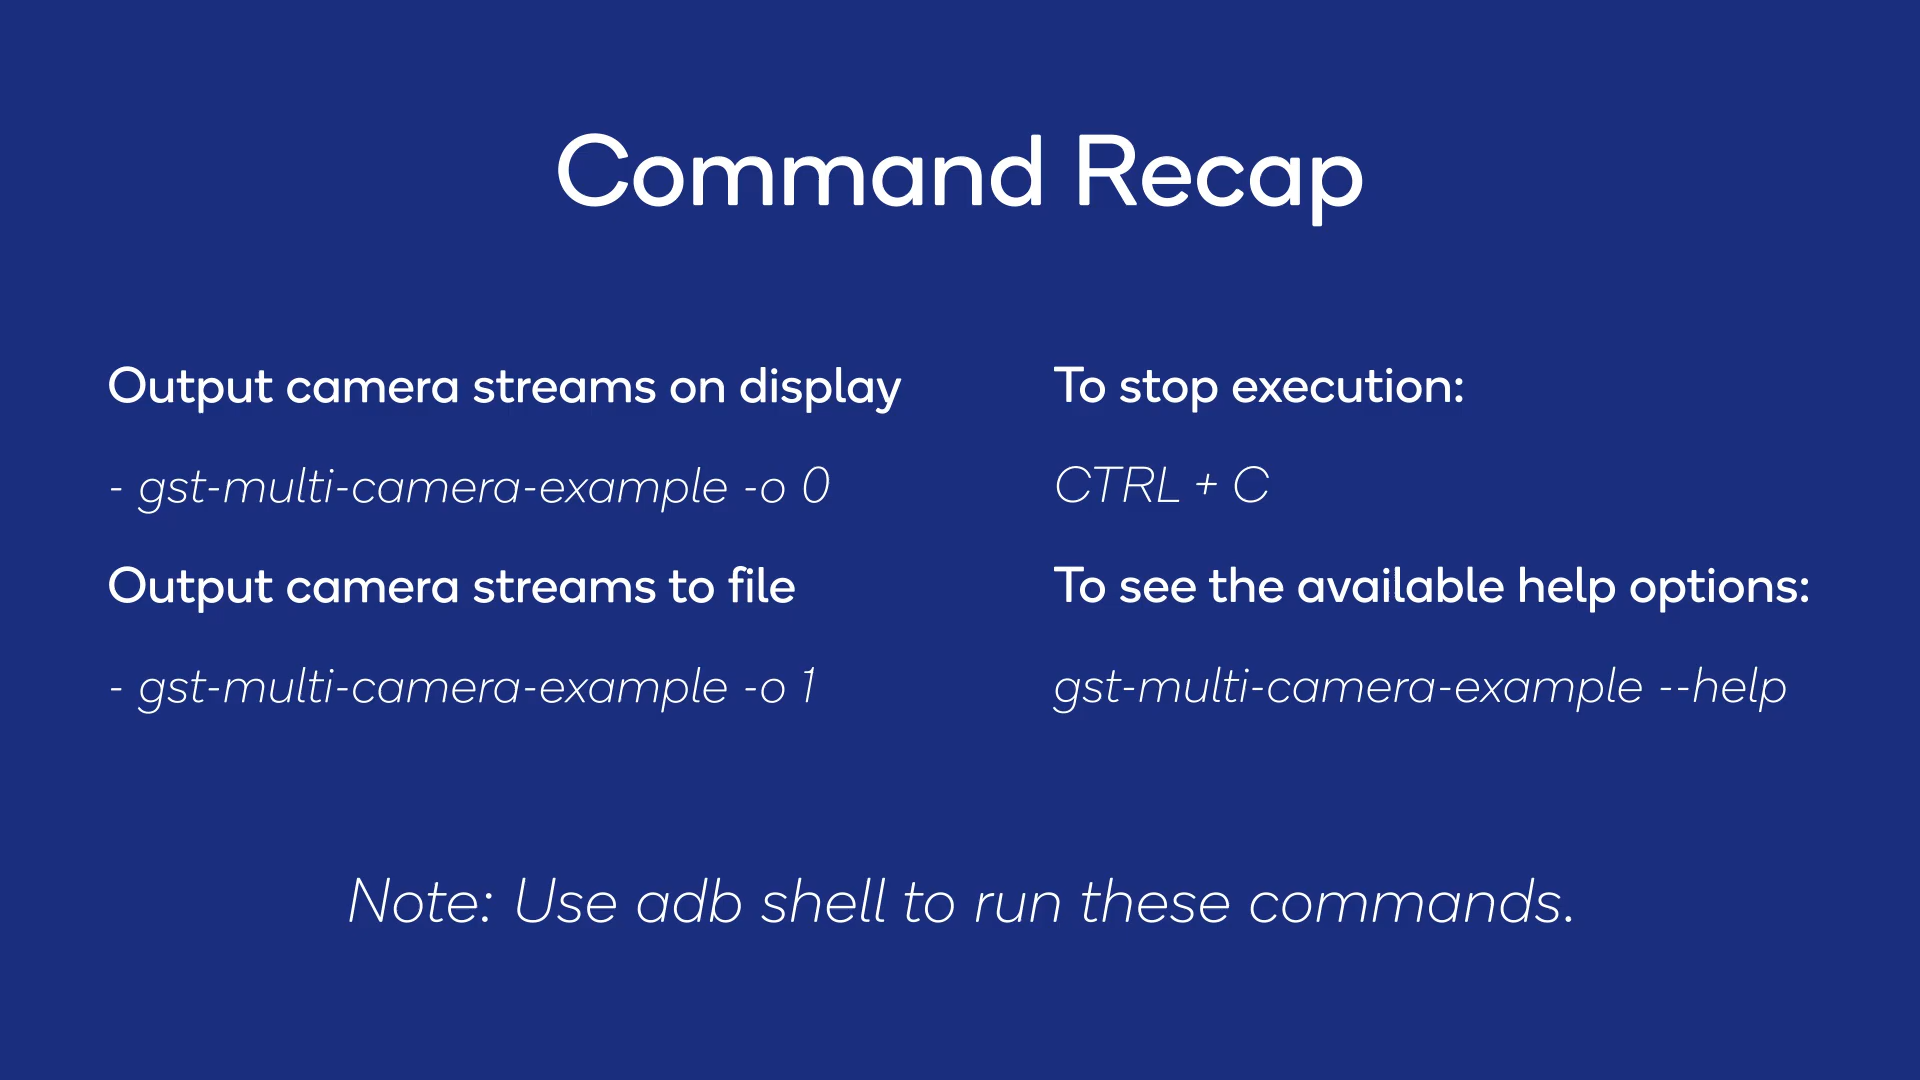 Command Recap
Output camera streams on display
- gst-multi-camera-example -o 0
Output camera streams to file
- gst-multi-camera-example -o 1
To stop execution:
CTRL + C
To see the available help options:
gst-multi-camera-example --help
Note: Use adb shell to run these commands.